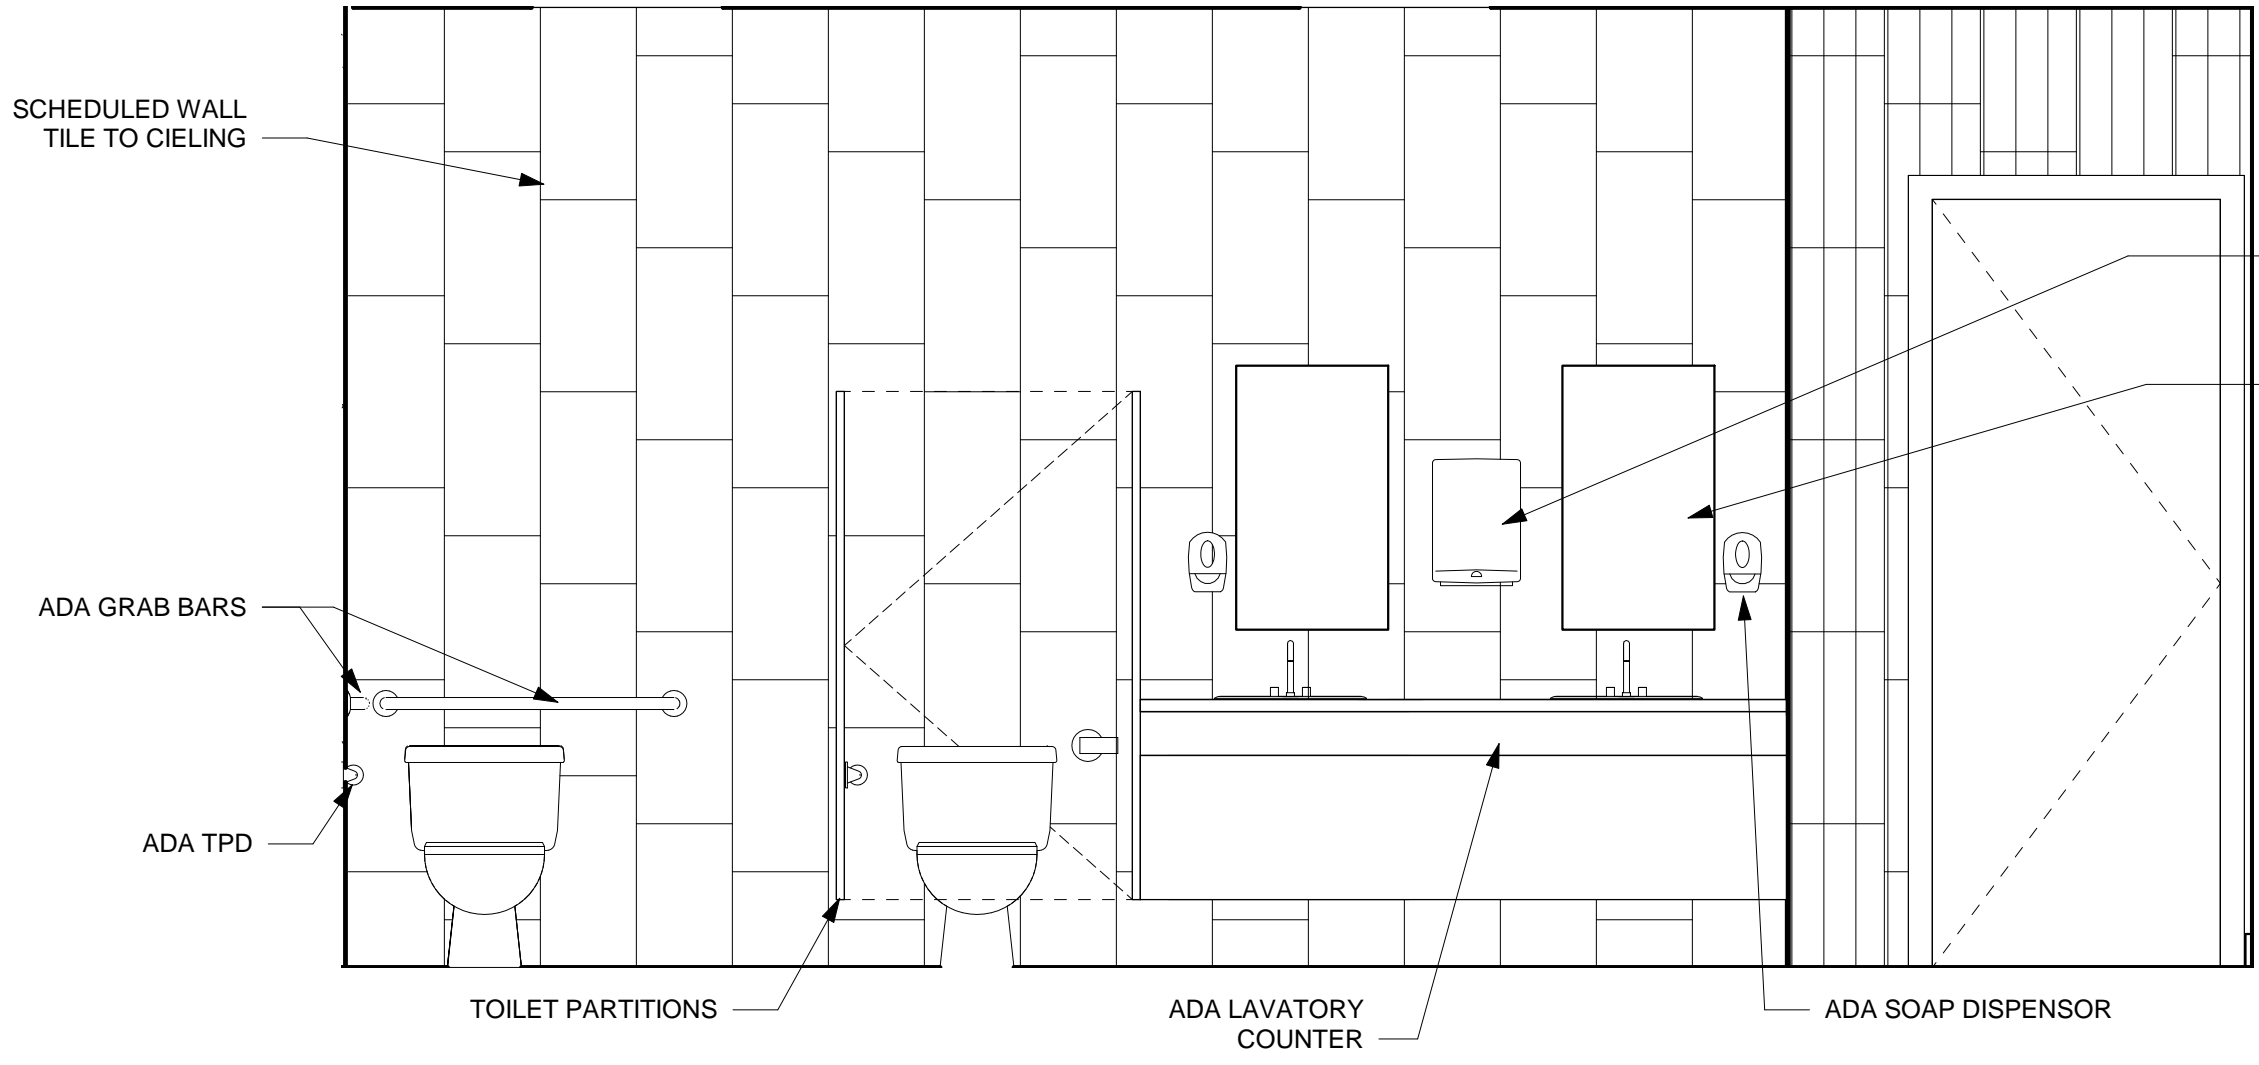 SCHEDULED WALL
TILE TO CIELING
ADA GRAB BARS
ADA TPD
TOILET PARTITIONS
ADA LAVATORY
COUNTER
ADA SOAP DISPENSOR